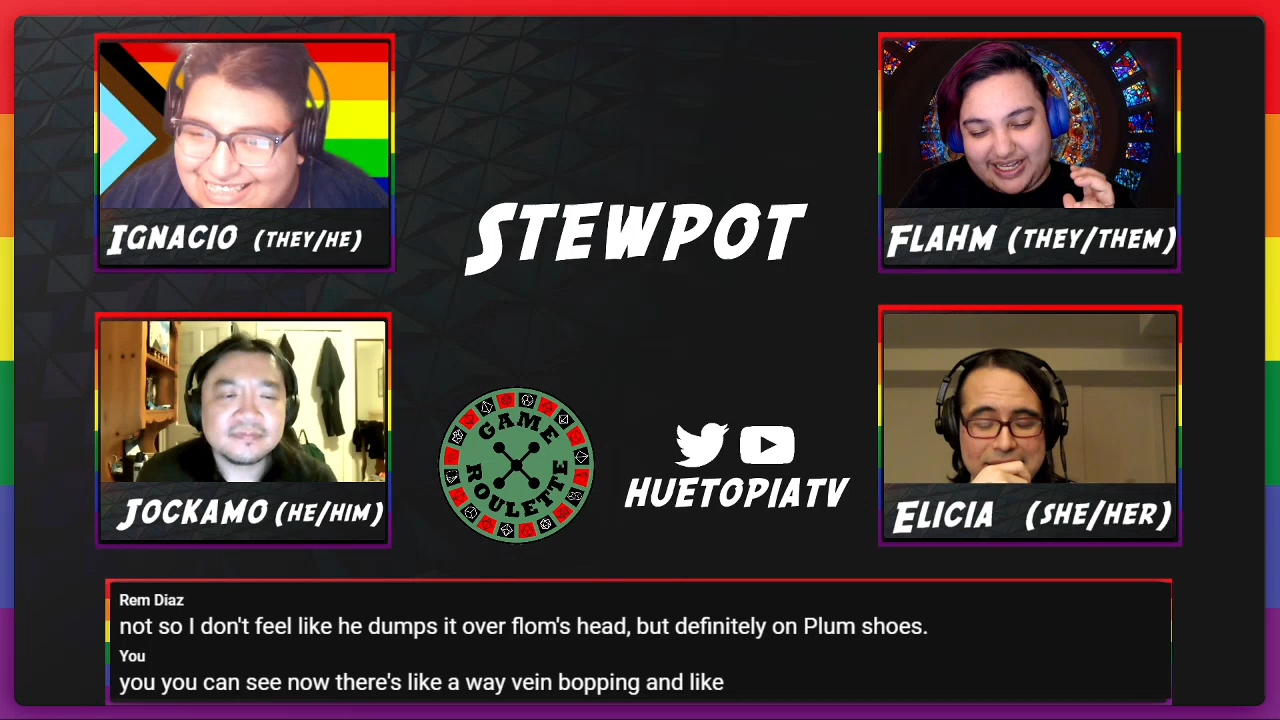 Ignacio (they/he)
Flahm (they/them)
Stewpot
Jockamo (he/him)
GAME
ROULETTE
HUETOPIATV
Elicia (she/her)
Rem Diaz
not so I don't feel like he dumps it over flom's head, but definitely on Plum shoes.
You
you you can see now there's like a way vein bopping and like